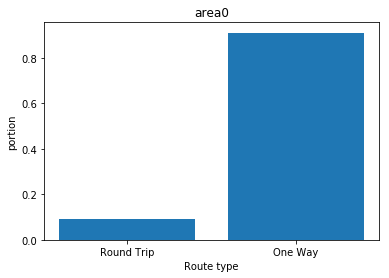 area0
portion
0.8
0.6
0.4
0.2
0.0
Round Trip
One Way
Route type